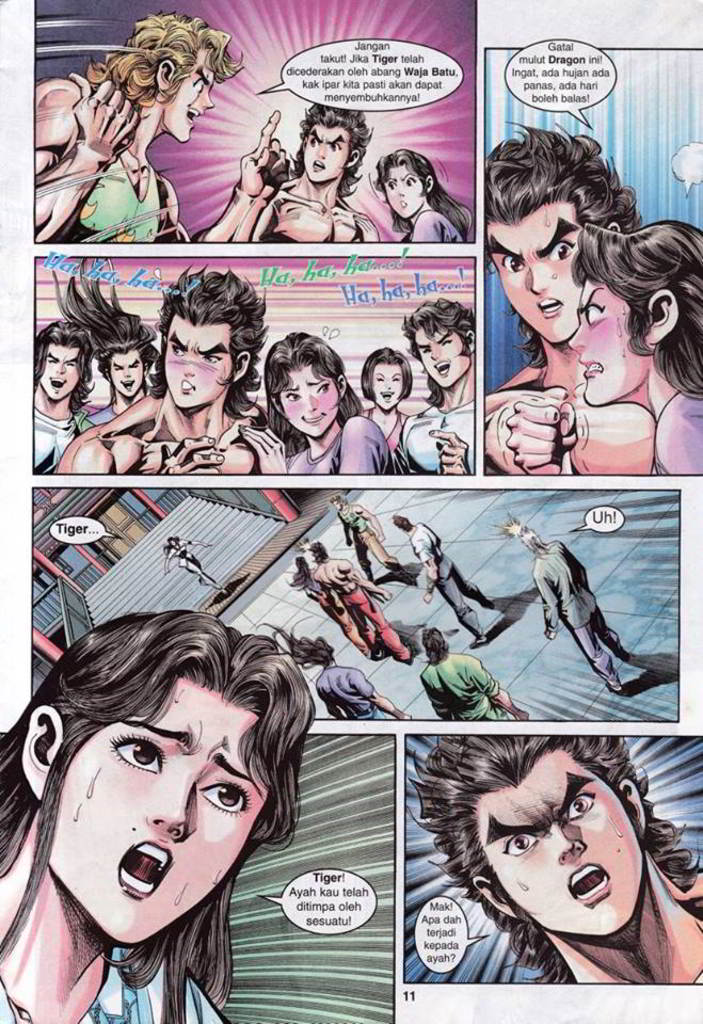 Jangan
takut! Jika Tiger telah
dicederakan oleh abang Waja Batu,
kak ipar kita pasti akan dapat
menyembuhkannya!
Gatal
mulut Dragon ini!
Ingat, ada hujan ada
panas, ada hari
boleh balas!
Ha, ha, ha...!
Ha, ha, ha...!
Ha, ha, ha...!
Tiger...
Uh!
Tiger!
Ayah kau telah
ditimpa oleh
sesuatu!
Mak!
Apa dah
terjadi
kepada
ayah?
11